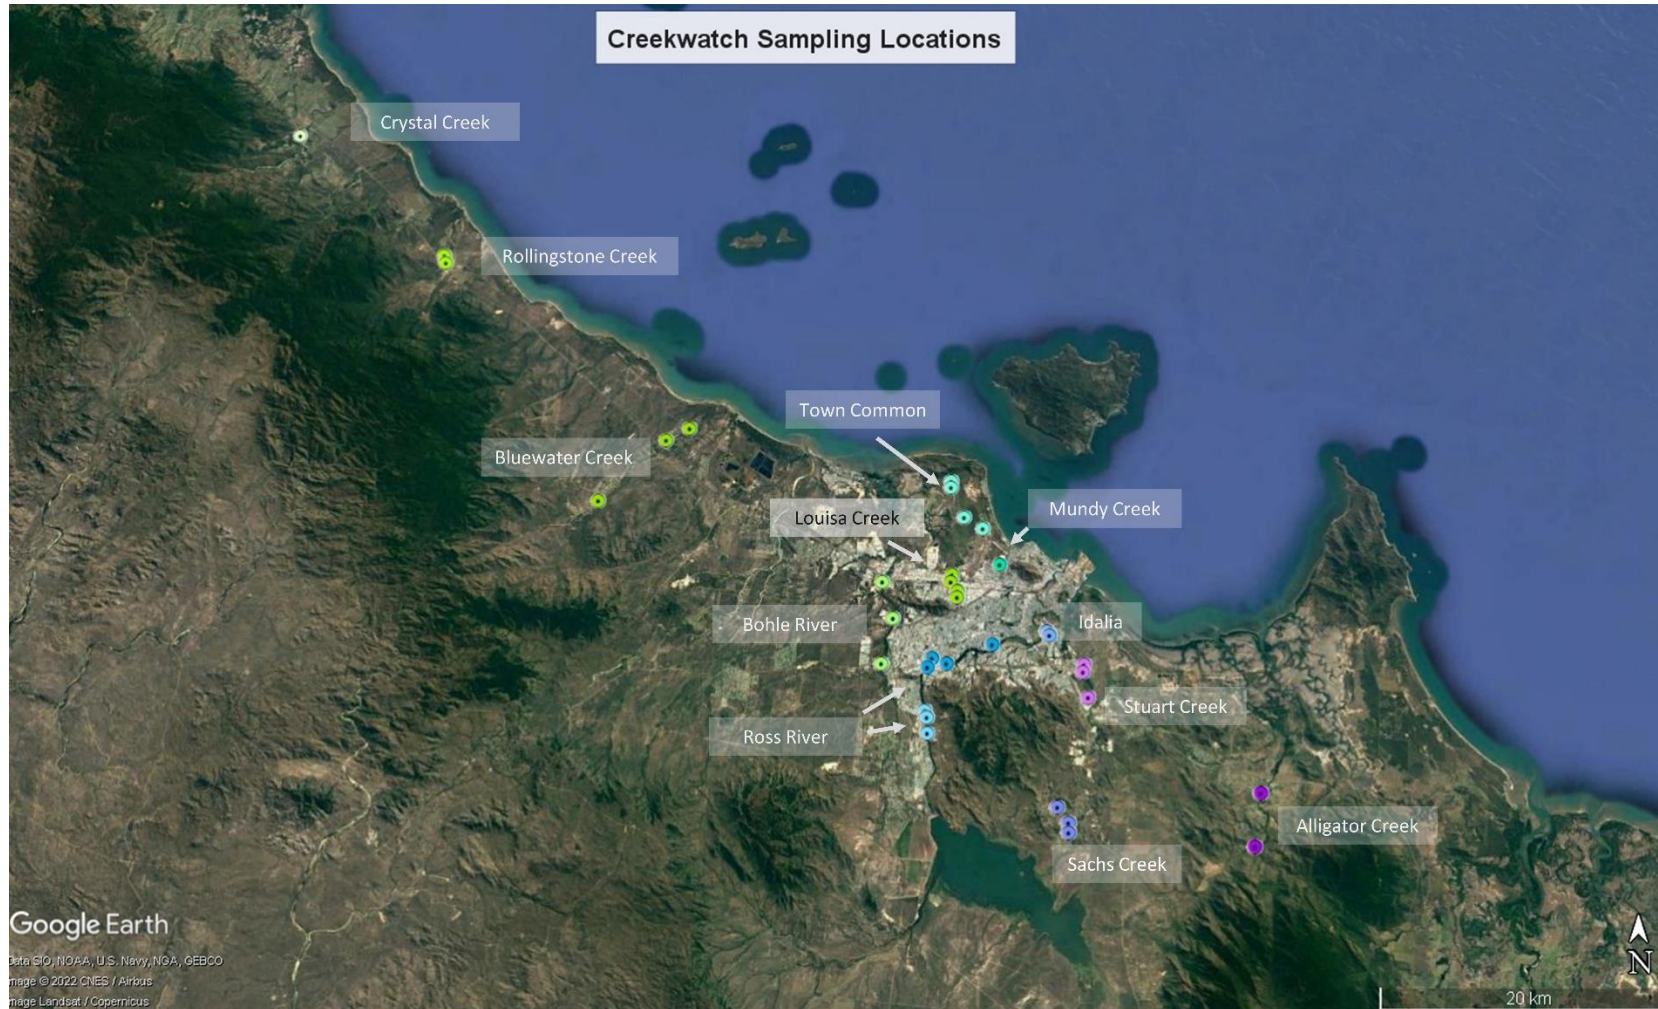 Creekwatch Sampling Locations
Crystal Creek
Rollingstone Creek
Town Common
Bluewater Creek
Louisa Creek
Mundy Creek
Bohle River
Idalia
Stuart Creek
Ross River
Alligator Creek
Sachs Creek
Google Earth
Data SIO, NOAA, U.S. Navy, NGA, GEBCO
mage © 2022 CNES / Airbus
mage Landsat / Copernicus
N
20 km